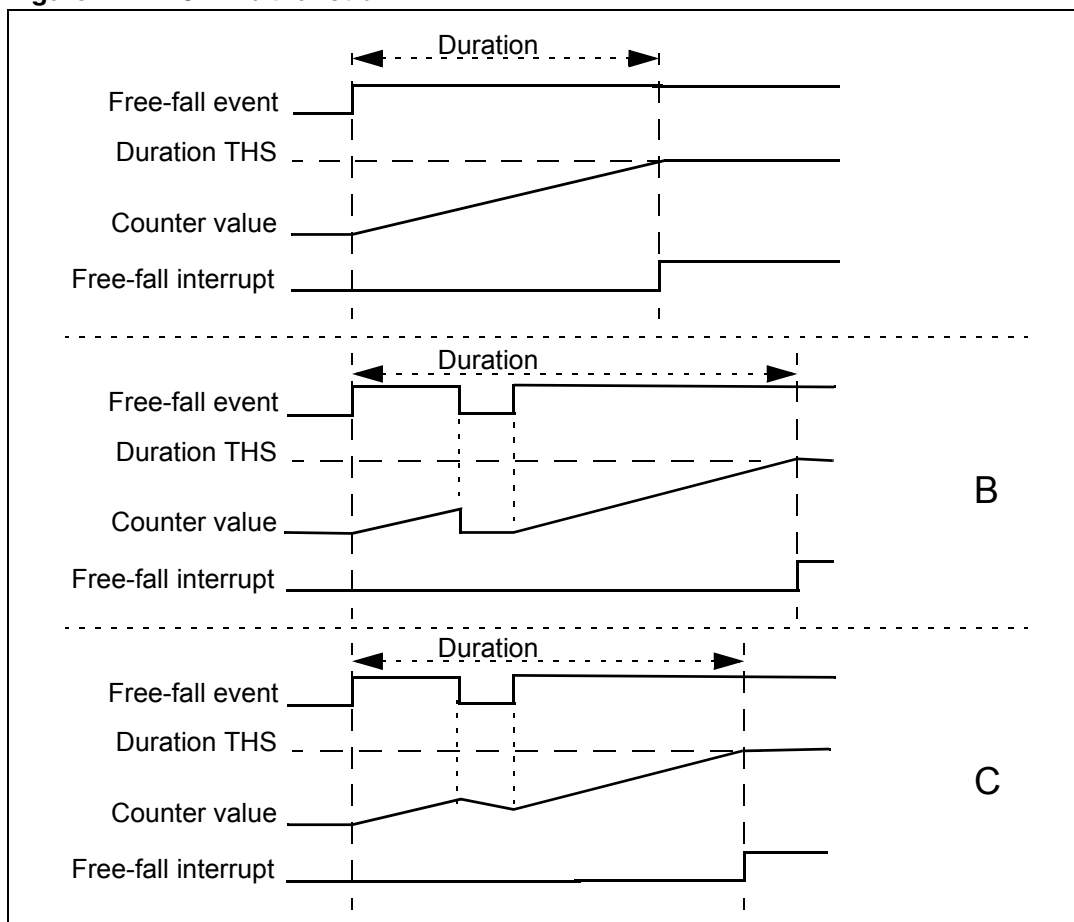 Duration
Free-fall event
Duration THS
Counter value
Free-fall interrupt
Duration
Free-fall event
Duration THS
B
Counter value
Free-fall interrupt
Duration
Free-fall event
Duration THS
C
Counter value
Free-fall interrupt